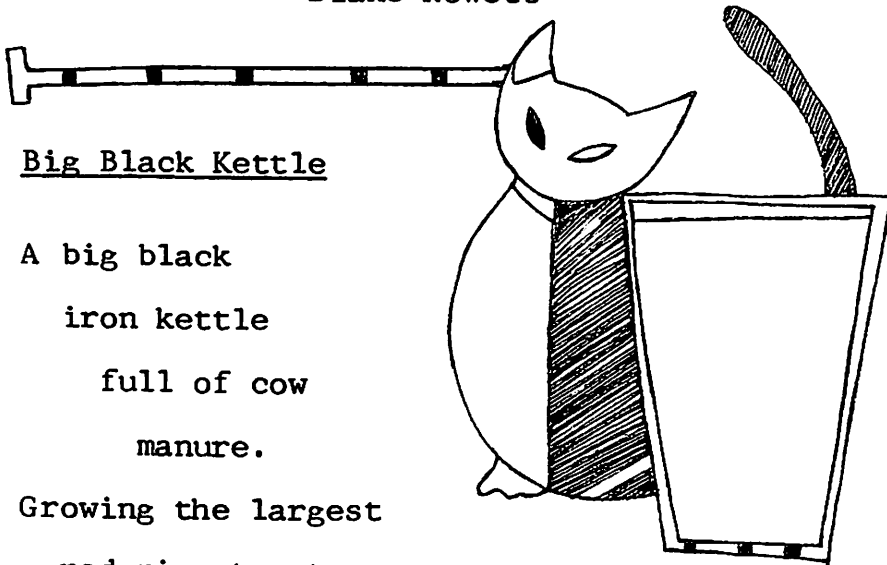 Big Black Kettle
A big black
iron kettle
full of cow
manure.
Growing the largest